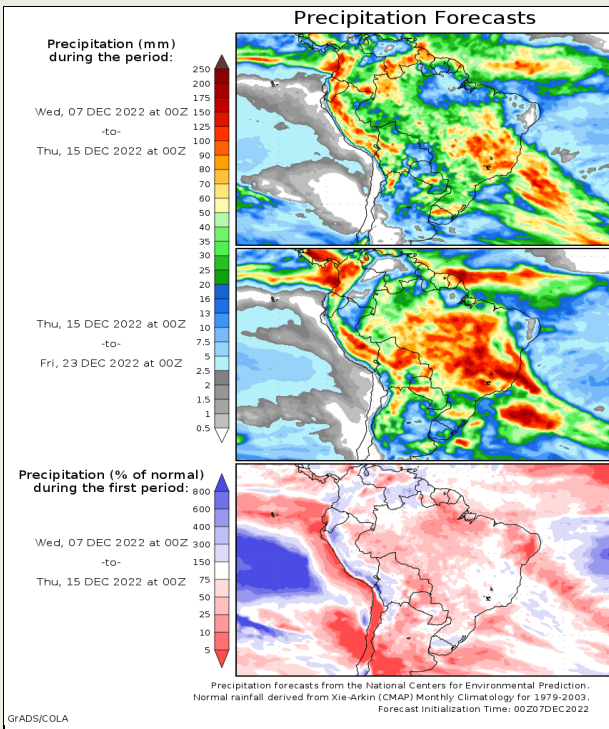 Precipitation Forecasts
Precipitation (mm)
during the period:
Wed, 07 DEC 2022 at 00Z
-to-
Thu, 15 DEC 2022 at 00Z
250
200
175
150
125
100
90
80
70
60
50
40
35
30
25
20
16
13
10
7.5
5
2.5
2
1.5
1
0.5
Thu, 15 DEC 2022 at 00Z
-to-
Fri, 23 DEC 2022 at 00Z
Precipitation (% of normal)
during the first period:
Wed, 07 DEC 2022 at 00Z
-to-
Thu, 15 DEC 2022 at 00Z
800
600
400
300
150
75
50
25
10
5
Precipitation forecasts from the National Centers for Environmental Prediction.
Normal rainfall derived from Xie-Arkin (CMAP) Monthly Climatology for 1979-2003.
Forecast Initialization Time: 00Z07DEC2022
GrADS/COLA